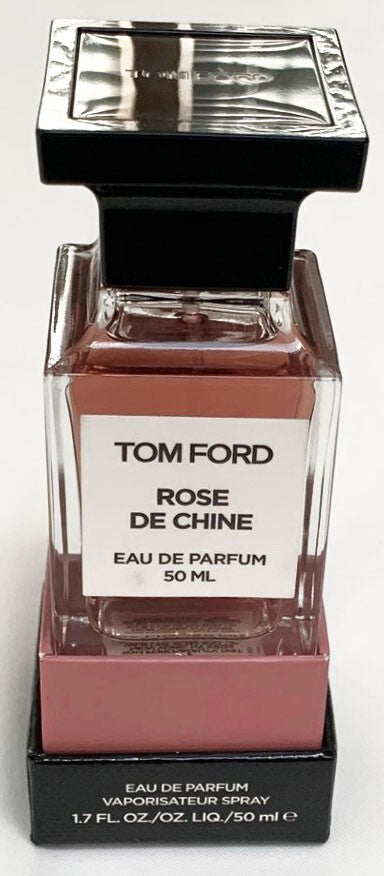 TOM FORD
TOM FORD
ROSE
DE CHINE
EAU DE PARFUM
50 ML
EAU DE PARFUM
VAPORISATEUR SPRAY
1.7 FL. OZ./OZ. LIQ./50 ml e